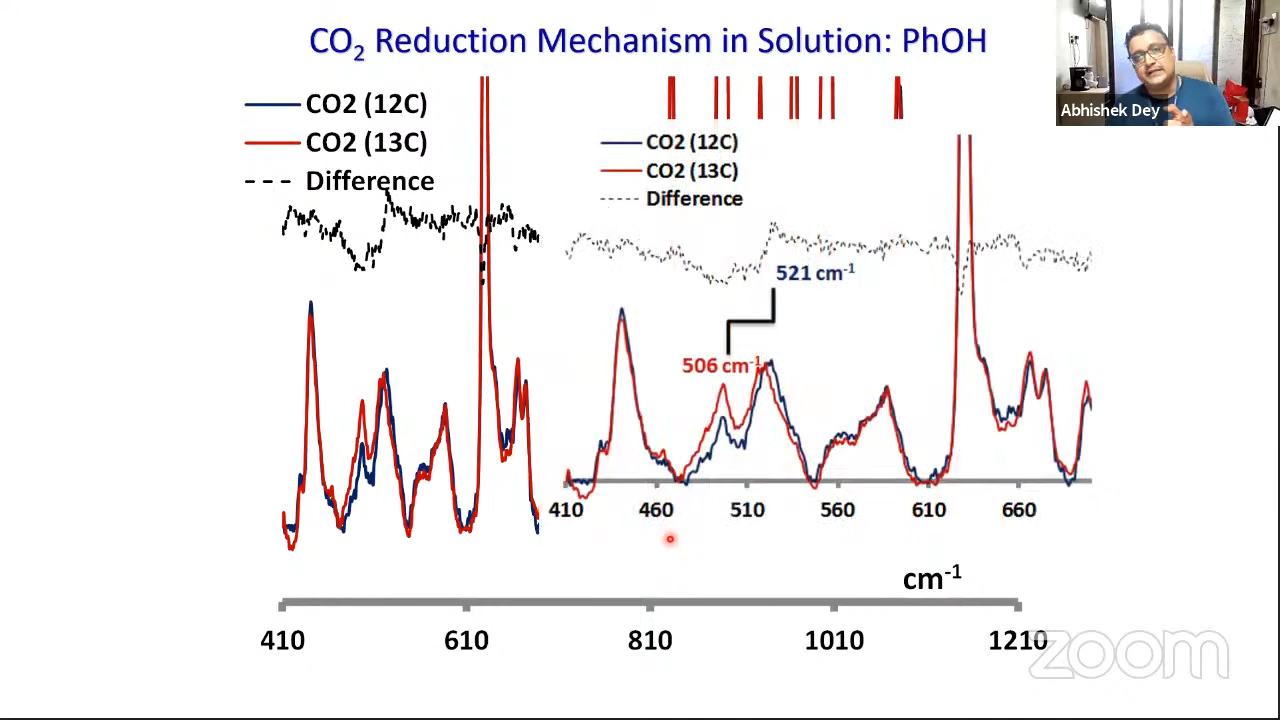 CO2 Reduction Mechanism in Solution: PhOH
Abhishek Dey
CO2 (12C)
CO2 (13C)
Difference
CO2 (12C)
CO2 (13C)
Difference
521 cm-1
506 cm-1
410 460 510 560 610 660
cm-1
410 610 810 1010 1210
zoom